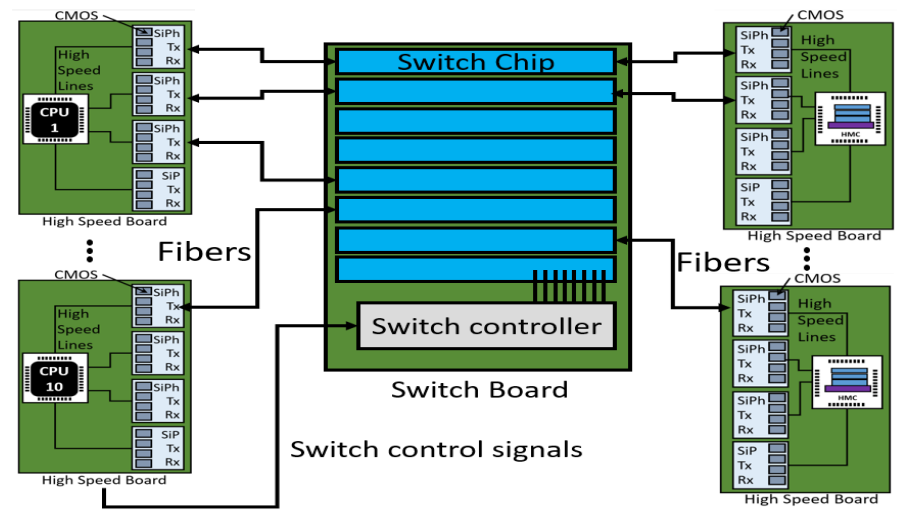 CMOS
SiPh
Tx
Rx
SiPh
Tx
Rx
SiPh
Tx
Rx
SiP
Tx
Rx
High
Speed
Lines
CPU
1
High Speed Board
Fibers
CMOS
SiPh
Tx
Rx
SiPh
Tx
Rx
SiPh
Tx
Rx
SiP
Tx
Rx
High
Speed
Lines
CPU
10
High Speed Board
Switch Chip
Switch controller
Switch Board
Switch control signals
CMOS
SiPh
Tx
Rx
SiPh
Tx
Rx
SiPh
Tx
Rx
SiP
Tx
Rx
High
Speed
Lines
HMC
High Speed Board
Fibers
CMOS
SiPh
Tx
Rx
SiPh
Tx
Rx
SiPh
Tx
Rx
SiP
Tx
Rx
High
Speed
Lines
HMC
High Speed Board